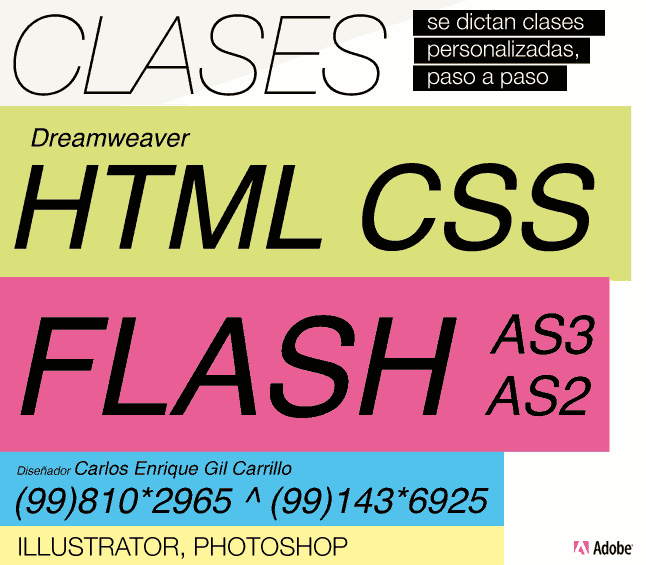 CLASES
se dictan clases
personalizadas,
paso a paso
Dreamweaver
HTML CSS
FLASH
AS3
AS2
Diseñador Carlos Enrique Gil Carrillo
(99)810*2965 ^ (99)143*6925
ILLUSTRATOR, PHOTOSHOP
Adobe